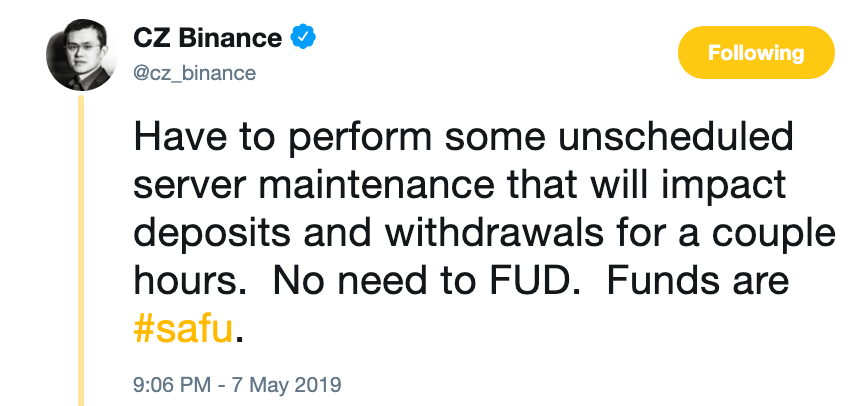 CZ Binance
@cz_binance
Following
Have to perform some unscheduled
server maintenance that will impact
deposits and withdrawals for a couple
hours.  No need to FUD.  Funds are
#safu.
9:06 PM - 7 May 2019